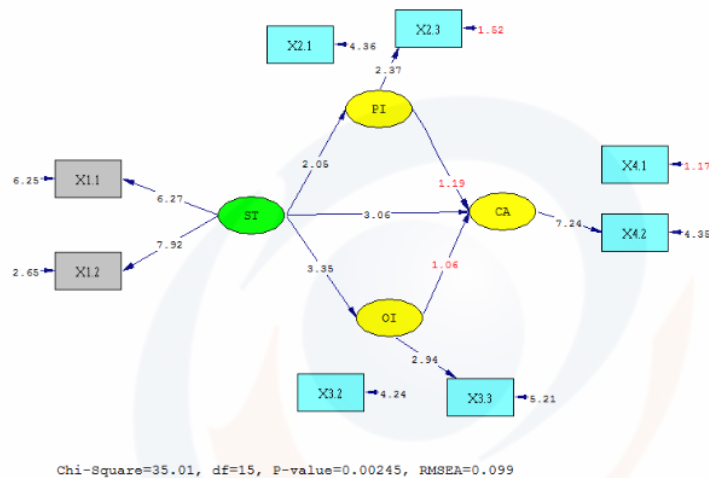 X2.3
1.52
X2.1
4.36
2.37
PI
2.05
X4.1
1.17
6.25
X1.1
6.27
1.19
ST
3.06
CA
7.24
X4.2
4.35
7.92
2.65
X1.2
3.35
1.06
OI
2.94
X3.2
4.24
X3.3
5.21
Chi-Square=35.01, df=15, P-value=0.00245, RMSEA=0.099